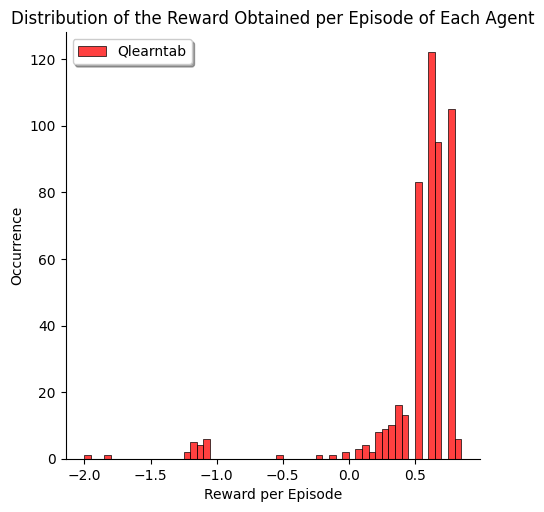 Distribution of the Reward Obtained per Episode of Each Agent
Qlearntab
120
100
80
60
40
20
0
Occurrence
−2.0 −1.5 −1.0 −0.5 0.0 0.5
Reward per Episode